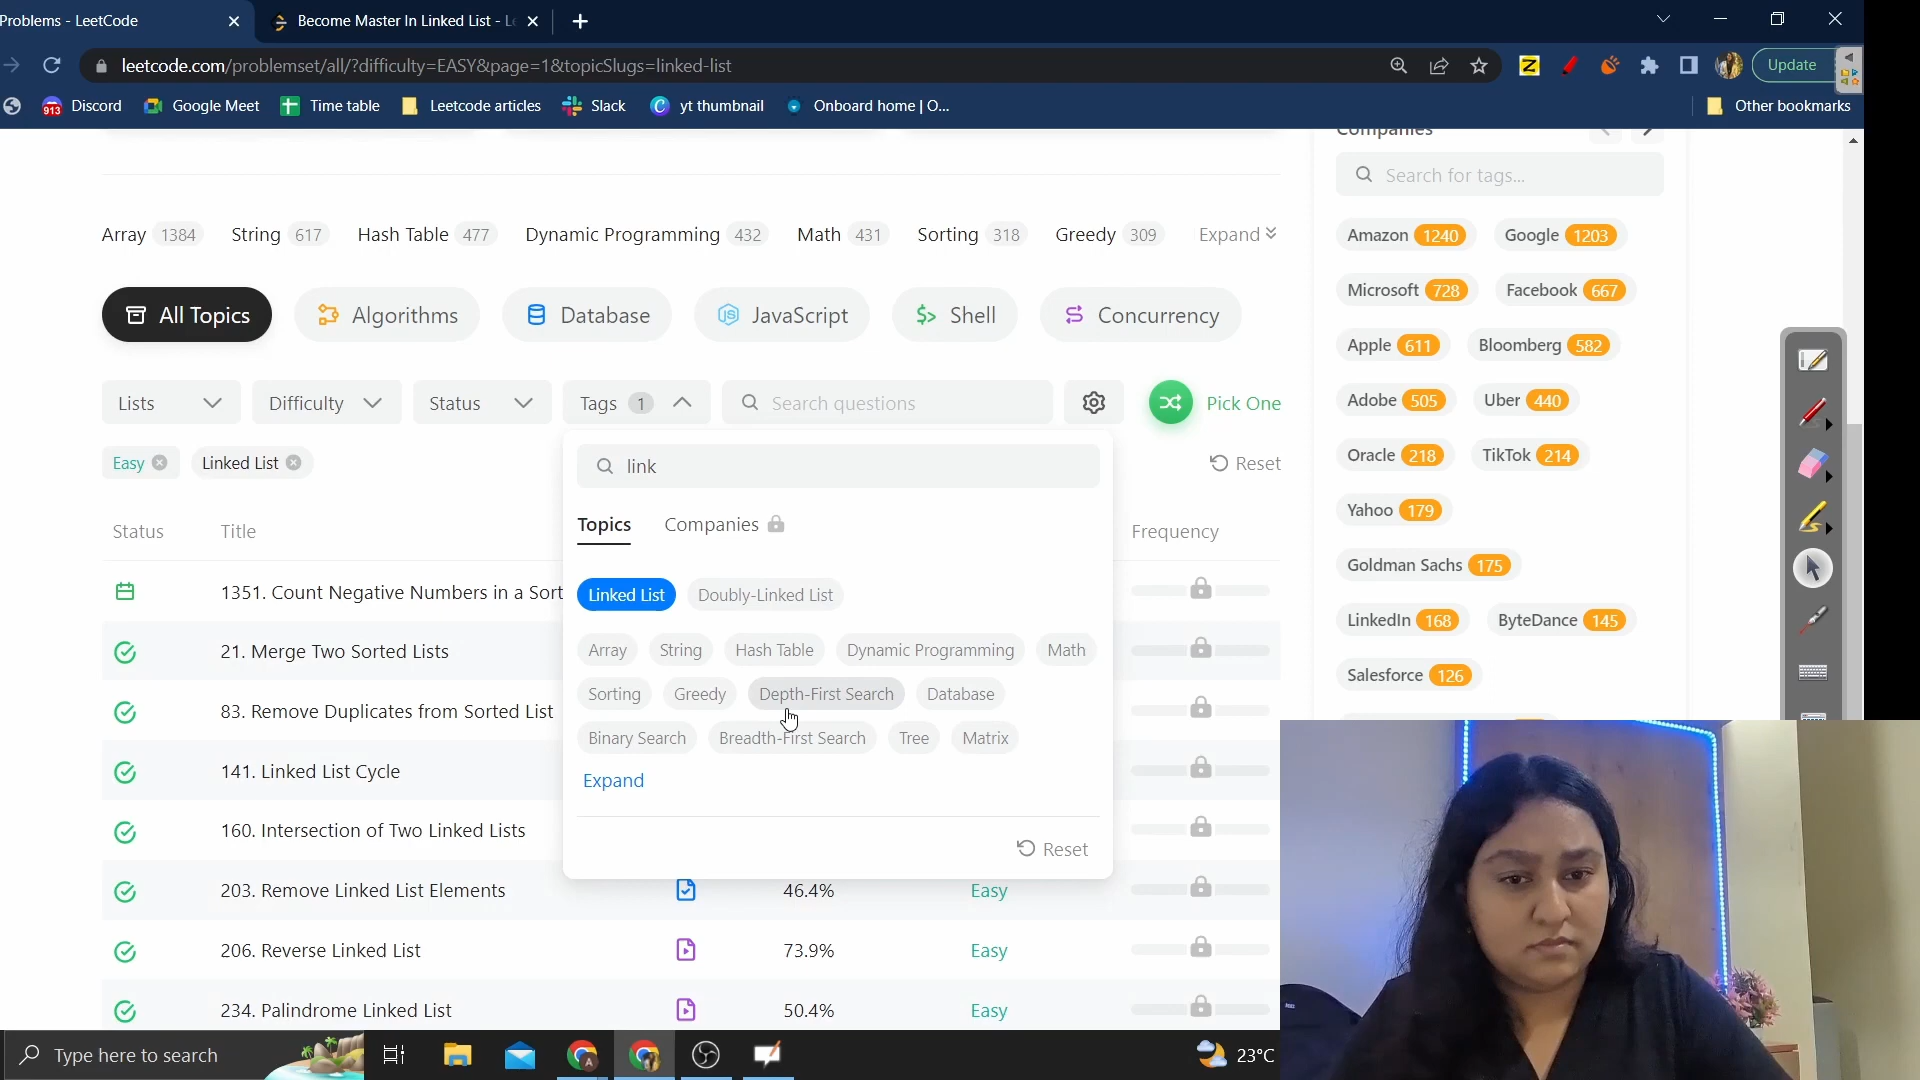 Problems - LeetCode
Become Master In Linked List - L
leetcode.com/problemset/all/?difficulty=EASY&page=1&topicSlugs=linked-list
Update
913
Discord
Google Meet
Time table
Leetcode articles
Slack
yt thumbnail
Onboard home | O...
Other bookmarks
Companies
Search for tags...
Array 1384
String 617
Hash Table 477
Dynamic Programming 432
Math 431
Sorting 318
Greedy 309
Expand
All Topics
Algorithms
Database
JavaScript
Shell
Concurrency
Lists
Difficulty
Status
Tags 1
Search questions
Pick One
Easy
Linked List
Reset
link
Topics
Companies
Linked List
Doubly-Linked List
Array
String
Hash Table
Dynamic Programming
Math
Sorting
Greedy
Depth-First Search
Database
Binary Search
Breadth-First Search
Tree
Matrix
Expand
Reset
Status
Title
Frequency
1351. Count Negative Numbers in a Sort
21. Merge Two Sorted Lists
83. Remove Duplicates from Sorted List
141. Linked List Cycle
160. Intersection of Two Linked Lists
203. Remove Linked List Elements 46.4% Easy
206. Reverse Linked List 73.9% Easy
234. Palindrome Linked List 50.4% Easy
Amazon 1240
Google 1203
Microsoft 728
Facebook 667
Apple 611
Bloomberg 582
Adobe 505
Uber 440
Oracle 218
TikTok 214
Yahoo 179
Goldman Sachs 175
LinkedIn 168
ByteDance 145
Salesforce 126
Type here to search
23°C